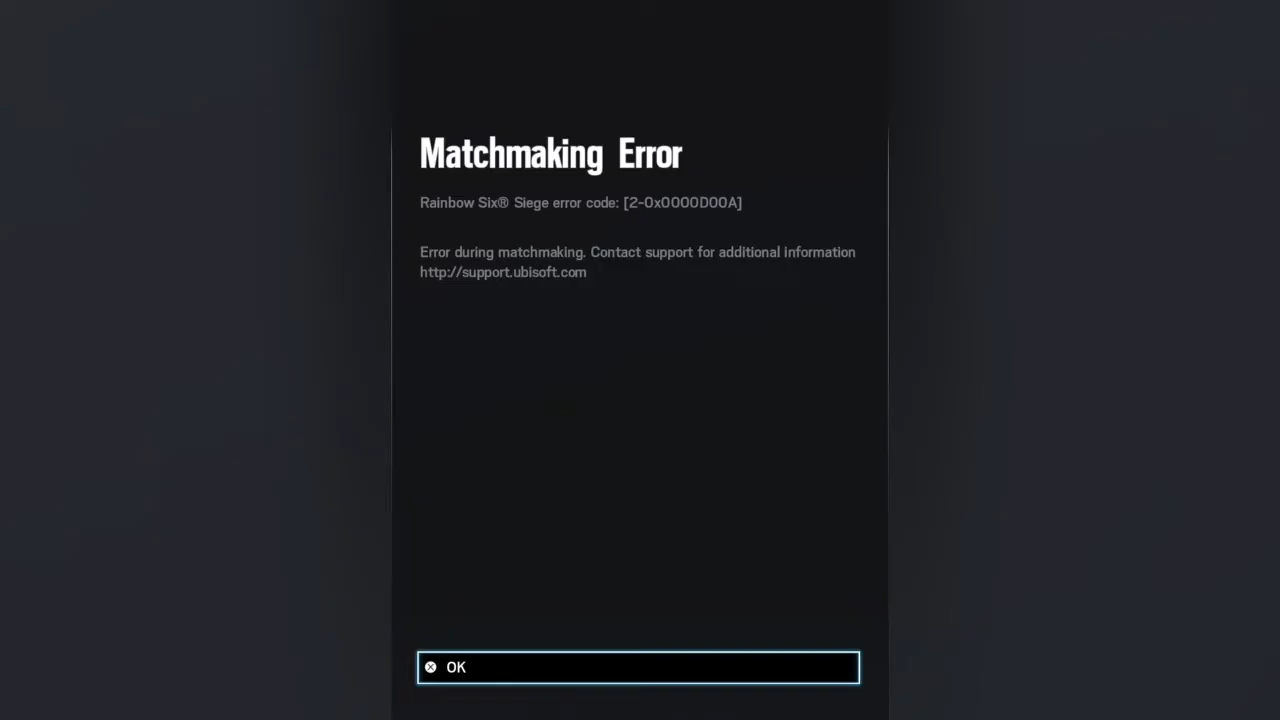 Matchmaking Error
Rainbow Six® Siege error code: [2-0x0000D00A]
Error during matchmaking. Contact support for additional information
http://support.ubisoft.com
OK